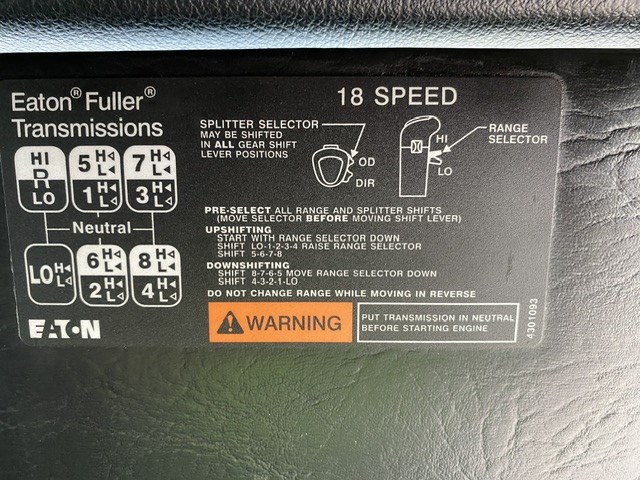 Eaton® Fuller®
Transmissions
18 SPEED
SPLITTER SELECTOR
MAY BE SHIFTED
IN ALL GEAR SHIFT
LEVER POSITIONS
OD
DIR
HI
LO
RANGE
SELECTOR
HI
R
LO
5 H L
1 H L
7 H L
3 H L
Neutral
LO H L
6 H L
2 H L
8 H L
4 H L
PRE-SELECT ALL RANGE AND SPLITTER SHIFTS
(MOVE SELECTOR BEFORE MOVING SHIFT LEVER)
UPSHIFTING
START WITH RANGE SELECTOR DOWN
SHIFT LO-1-2-3-4 RAISE RANGE SELECTOR
SHIFT 5-6-7-8
DOWNSHIFTING
SHIFT 8-7-6-5 MOVE RANGE SELECTOR DOWN
SHIFT 4-3-2-1-LO
DO NOT CHANGE RANGE WHILE MOVING IN REVERSE
EATON
WARNING
PUT TRANSMISSION IN NEUTRAL
BEFORE STARTING ENGINE
4301093